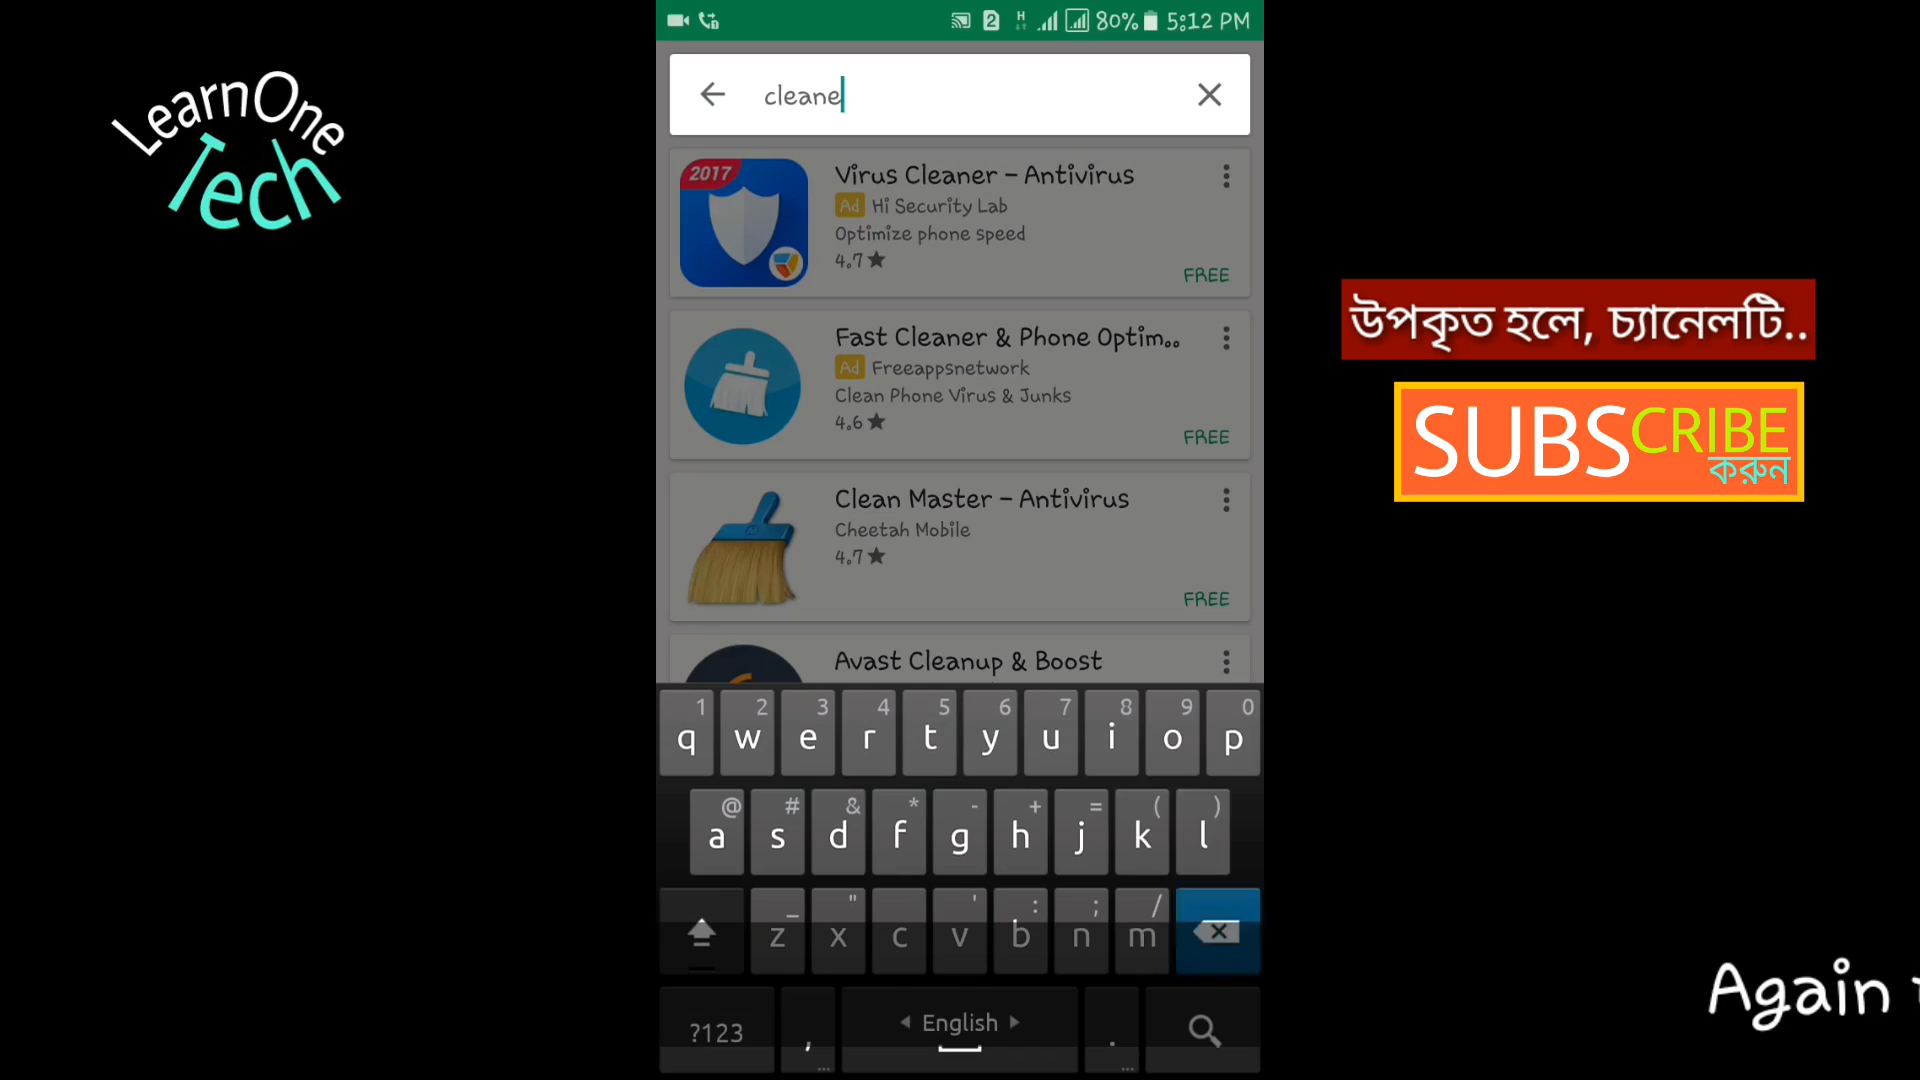 LearnOne
Tech
80% 5:12 PM
2
H
cleane
2017
Virus Cleaner – Antivirus
Ad Hi Security Lab
Optimize phone speed
4.7★
FREE
Fast Cleaner & Phone Optim..
Ad Freeappsnetwork
Clean Phone Virus & Junks
4.6★
FREE
Clean Master – Antivirus
Cheetah Mobile
4.7★
FREE
Avast Cleanup & Boost
1 2 3 4 5 6 7 8 9 0
q w e r t y u i o p
@ # & * - + = ( )
a s d f g h j k l
_ " ' : ; /
z x c v b n m
?123 , English .
উপকৃত হলে, চ্যানেলটি..
SUBSCRIBE
করুন
Again